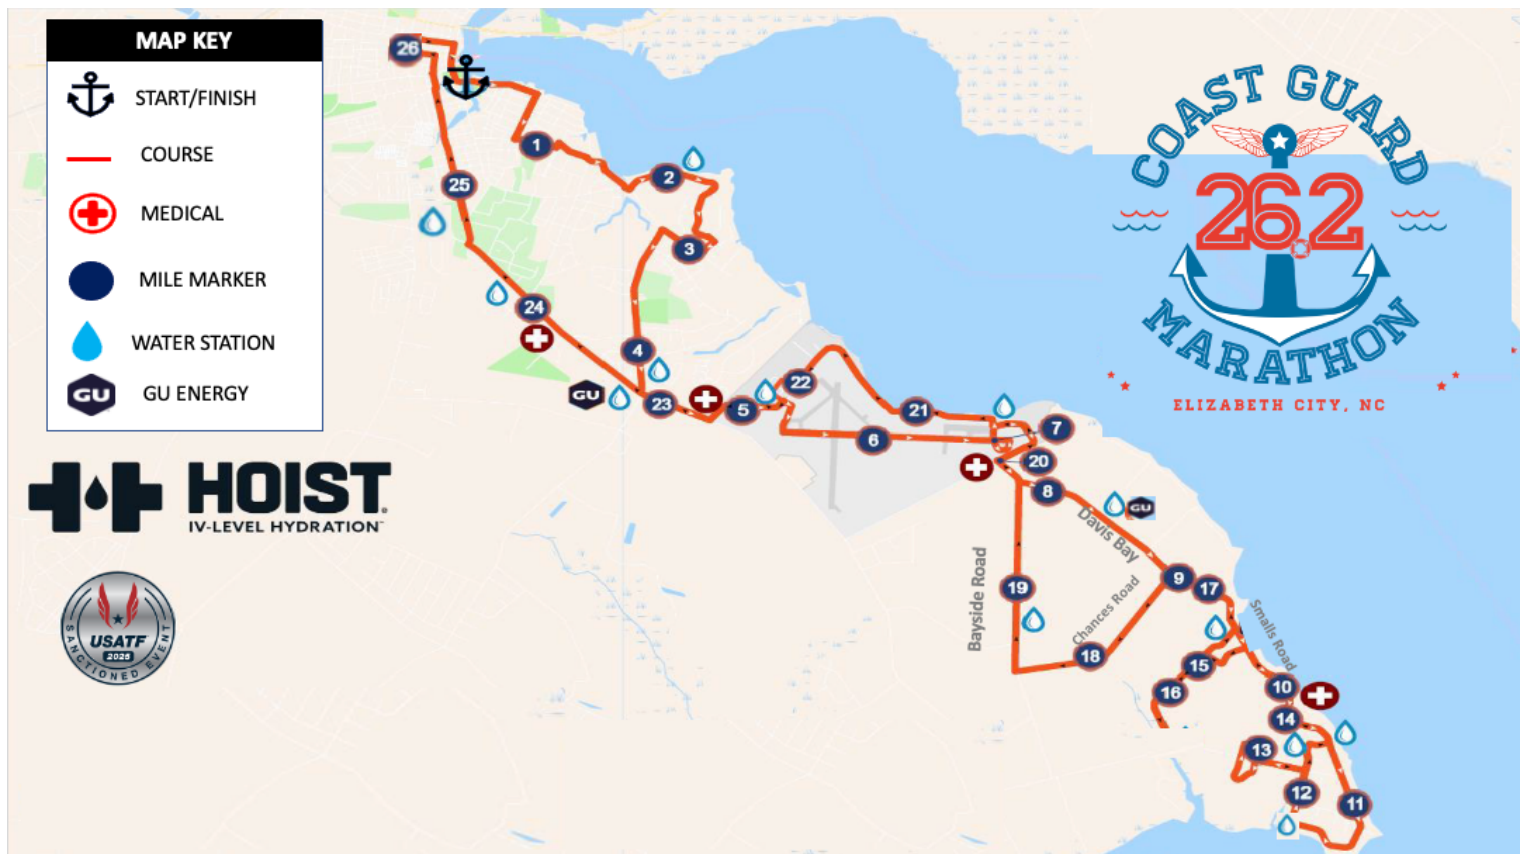 MAP KEY
START/FINISH
COURSE
MEDICAL
MILE MARKER
WATER STATION
GU
GU ENERGY
HOIST®
IV-LEVEL HYDRATION™
USATF
2025
SANCTIONED EVENT
COAST GUARD
26.2
MARATHON
ELIZABETH CITY, NC
26
1
2
25
3
24
4
GU
23
5
22
21
6
7
20
8
GU
Davis Bay
Bayside Road
19
Chances Road
9
17
Smalls Road
18
15
16
10
14
13
12
11